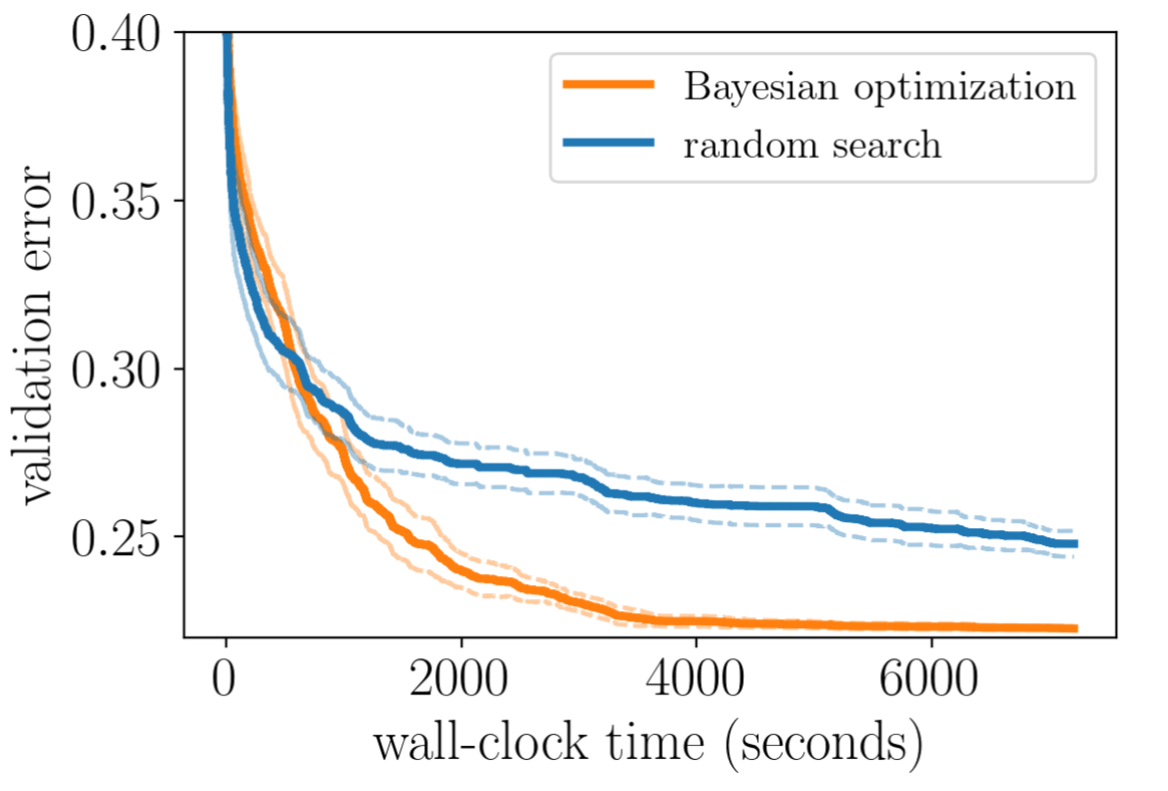 0.40
0.35
0.30
0.25
validation error
Bayesian optimization
random search
0
2000
4000
6000
wall-clock time (seconds)